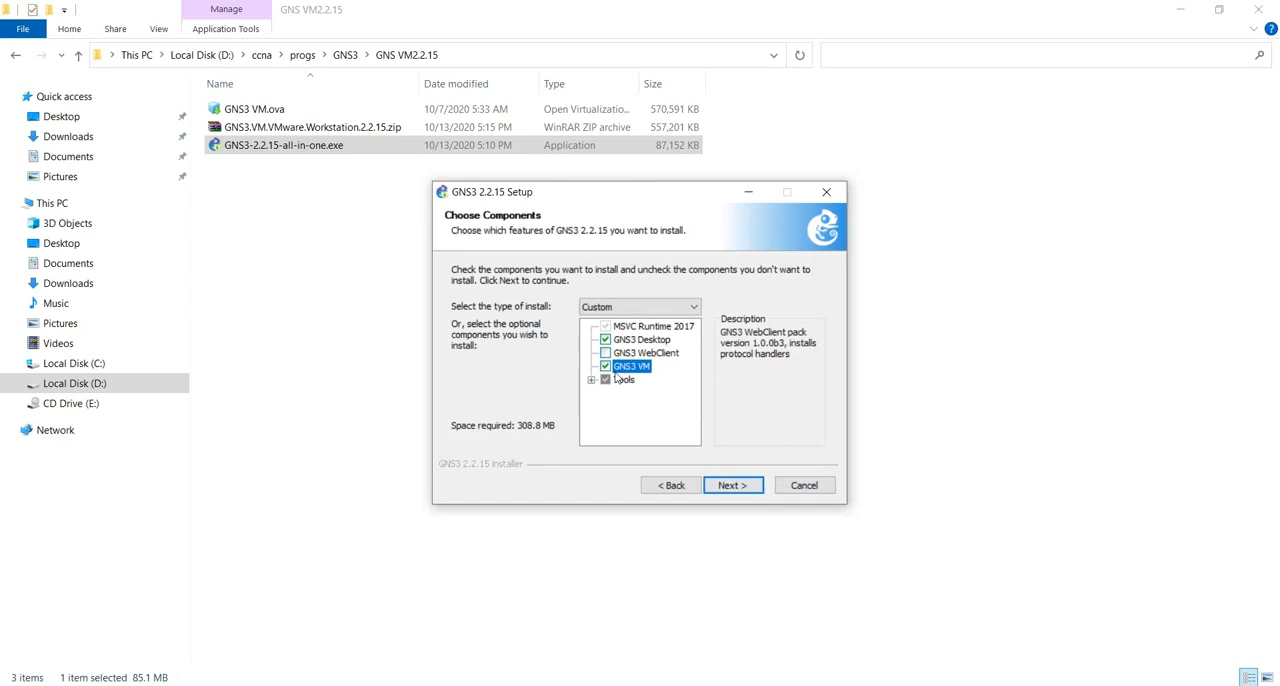 Manage
GNS VM2.2.15
File
Home
Share
View
Application Tools
This PC
Local Disk (D:)
ccna
progs
GNS3
GNS VM2.2.15
Name
Date modified
Type
Size
GNS3 VM.ova
10/7/2020 5:33 AM
Open Virtualizatio...
570,591 KB
GNS3.VM.VMware.Workstation.2.2.15.zip
10/13/2020 5:15 PM
WinRAR ZIP archive
557,201 KB
GNS3-2.2.15-all-in-one.exe
10/13/2020 5:10 PM
Application
87,152 KB
Quick access
Desktop
Downloads
Documents
Pictures
This PC
3D Objects
Desktop
Documents
Downloads
Music
Pictures
Videos
Local Disk (C:)
Local Disk (D:)
CD Drive (E:)
Network
GNS3 2.2.15 Setup
Choose Components
Choose which features of GNS3 2.2.15 you want to install.
Check the components you want to install and uncheck the components you don't want to
install. Click Next to continue.
Select the type of install:
Custom
Or, select the optional
components you wish to
install:
MSVC Runtime 2017
GNS3 Desktop
GNS3 WebClient
GNS3 VM
Tools
Description
GNS3 WebClient pack
version 1.0.0b3, installs
protocol handlers
Space required: 308.8 MB
GNS3 2.2.15 installer
< Back
Next >
Cancel
3 items
1 item selected 85.1 MB